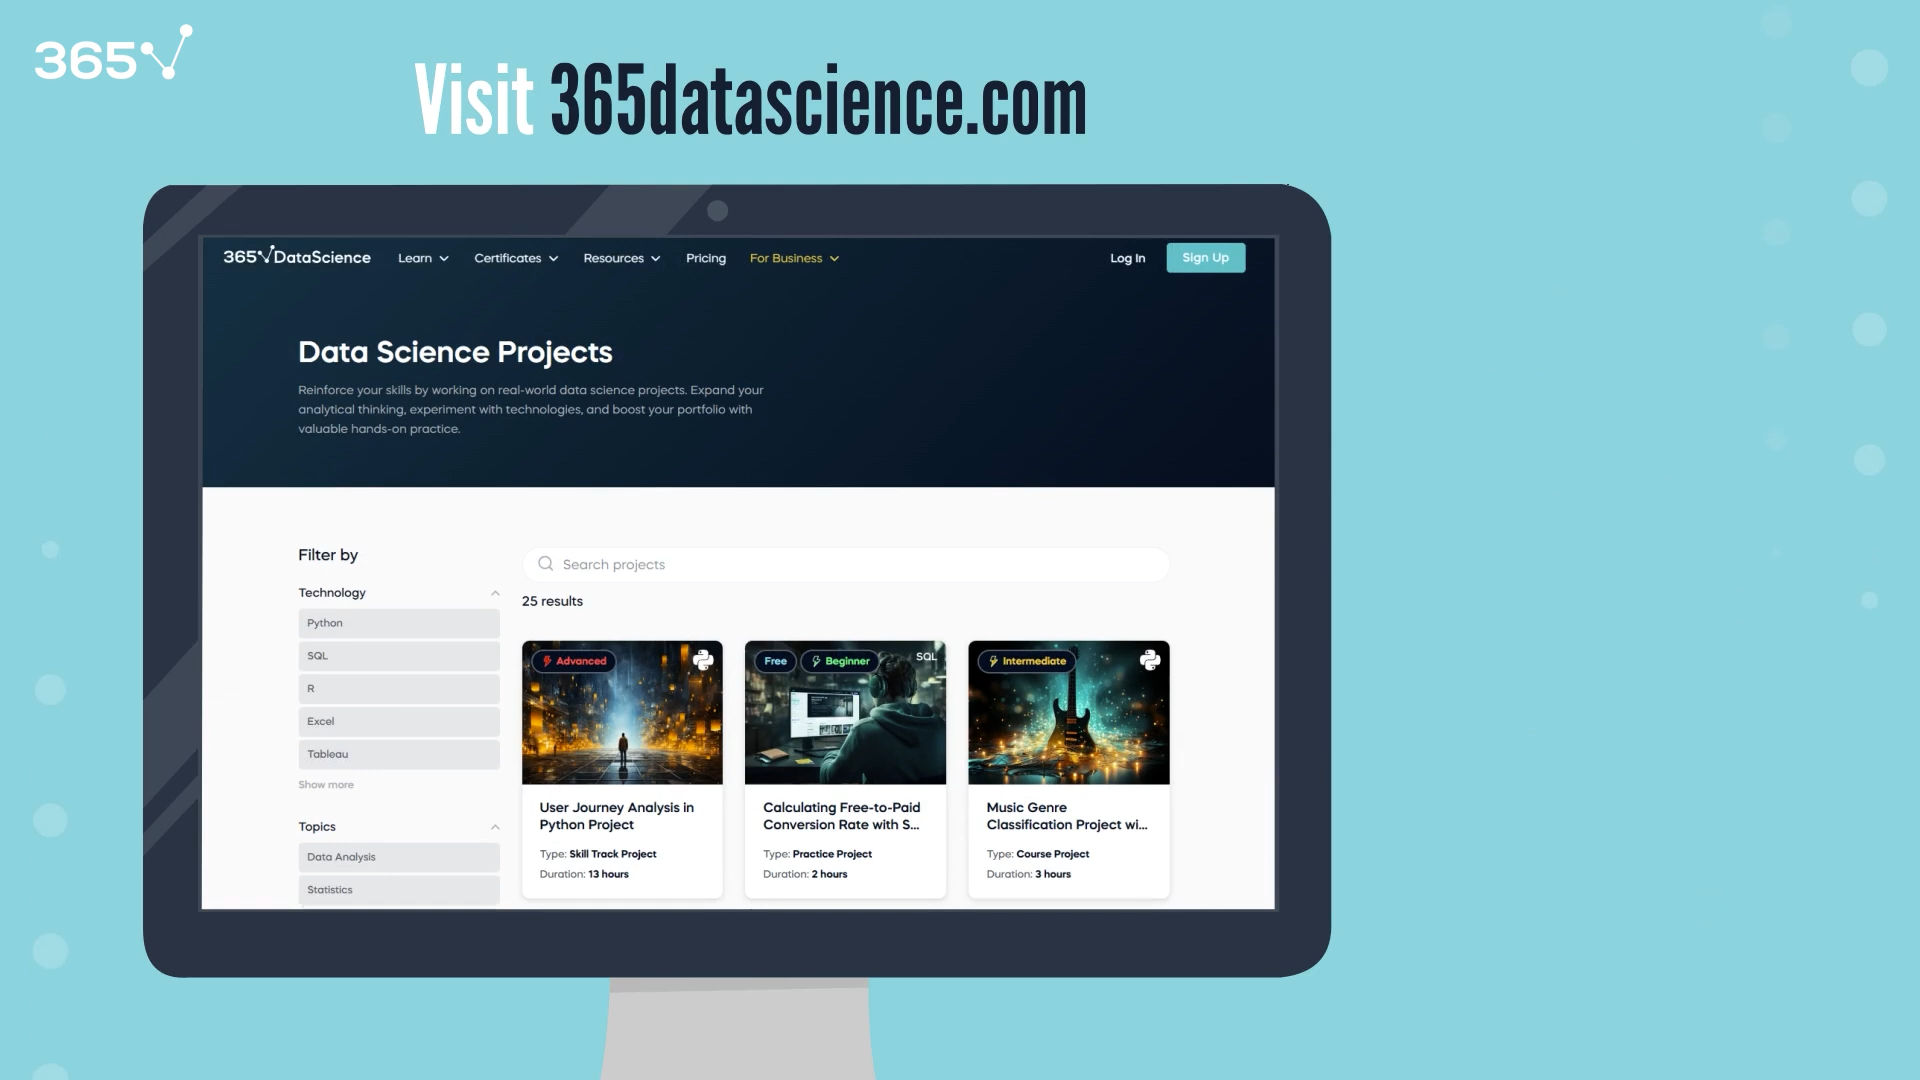 365
Visit 365datascience.com
365 DataScience
Learn
Certificates
Resources
Pricing
For Business
Log In
Sign Up
Data Science Projects
Reinforce your skills by working on real-world data science projects. Expand your
analytical thinking, experiment with technologies, and boost your portfolio with
valuable hands-on practice.
Filter by
Technology
Python
SQL
R
Excel
Tableau
Show more
Topics
Data Analysis
Statistics
Search projects
25 results
Advanced
User Journey Analysis in
Python Project
Type: Skill Track Project
Duration: 13 hours
Free
Beginner
SQL
Calculating Free-to-Paid
Conversion Rate with S...
Type: Practice Project
Duration: 2 hours
Intermediate
Music Genre
Classification Project wi...
Type: Course Project
Duration: 3 hours